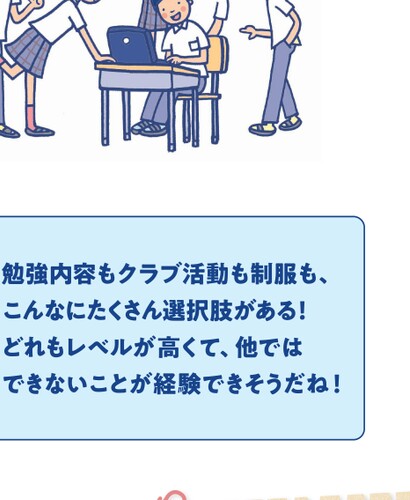 勉強内容もクラブ活動も制服も、
こんなにたくさん選択肢がある！
どれもレベルが高くて、他では
できないことが経験できそうだね！